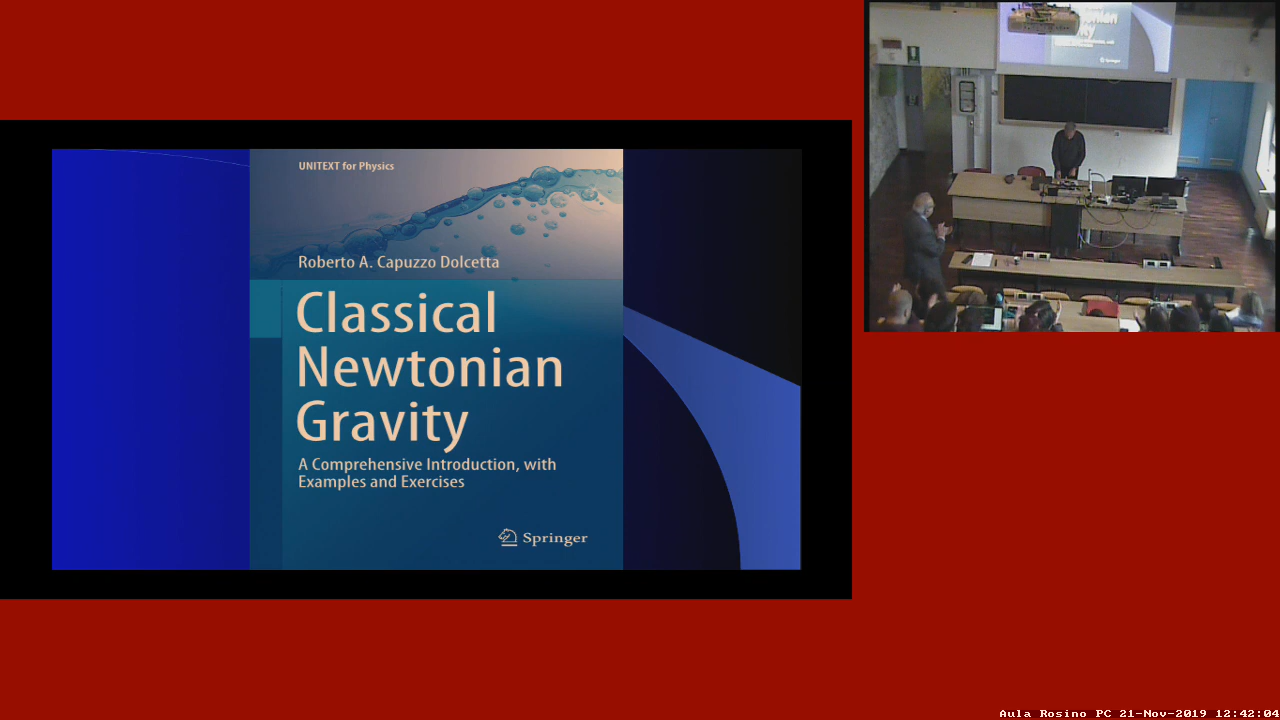 UNITEXT for Physics
Roberto A. Capuzzo Dolcetta
Classical
Newtonian
Gravity
A Comprehensive Introduction, with
Examples and Exercises
Springer
Aula Rosino PC 21-Nov-2019 12:42:04